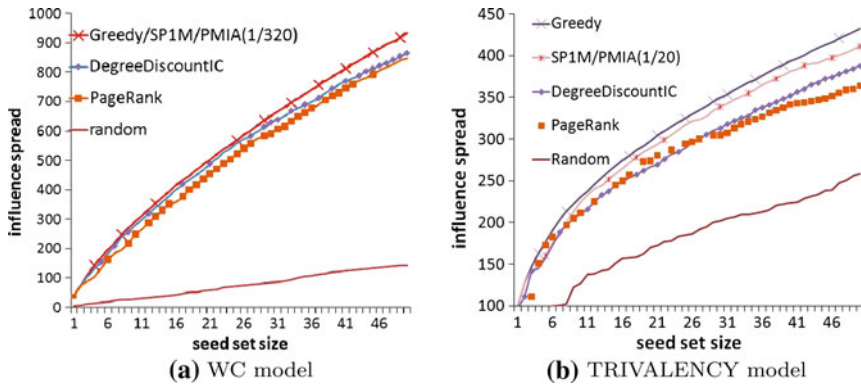 1000
900
800
700
600
500
400
300
200
100
0
influence spread
Greedy/SP1M/PMIA(1/320)
DegreeDiscountIC
PageRank
random
1 6 11 16 21 26 31 36 41 46
seed set size
(a) WC model
450
400
350
300
250
200
150
100
influence spread
Greedy
SP1M/PMIA(1/20)
DegreeDiscountIC
PageRank
Random
1 6 11 16 21 26 31 36 41 46
seed set size
(b) TRIVALENCY model